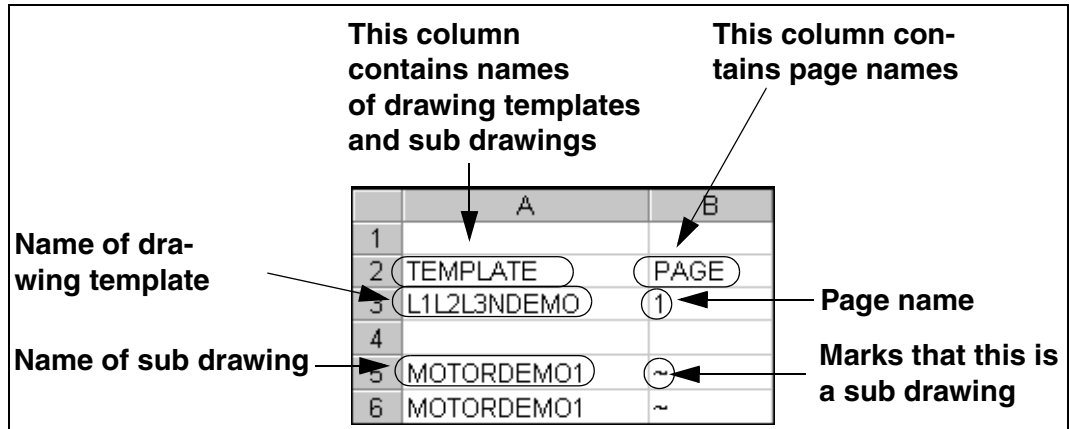 This column
contains names
of drawing templates
and sub drawings
This column con-
tains page names
A B
1
2 TEMPLATE PAGE
3 L1L2L3NDEMO 1
4
5 MOTORDEMO1 ~
6 MOTORDEMO1 ~
Name of dra-
wing template
Name of sub drawing
Page name
Marks that this is
a sub drawing